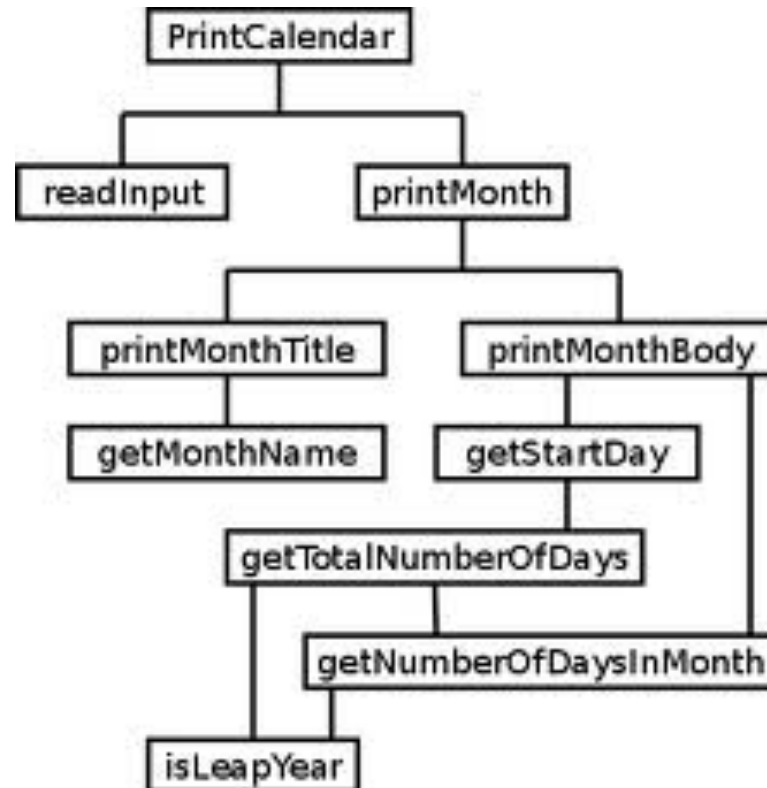 PrintCalendar
readInput
printMonth
printMonthTitle
printMonthBody
getMonthName
getStartDay
getTotalNumberOfDays
getNumberOfDaysInMonth
isLeapYear